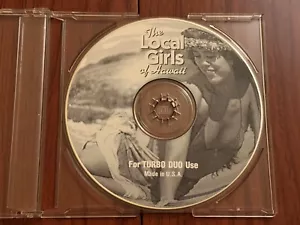 The
Local
Girls
of Hawaii
For TURBO DUO Use
Made in U.S.A.